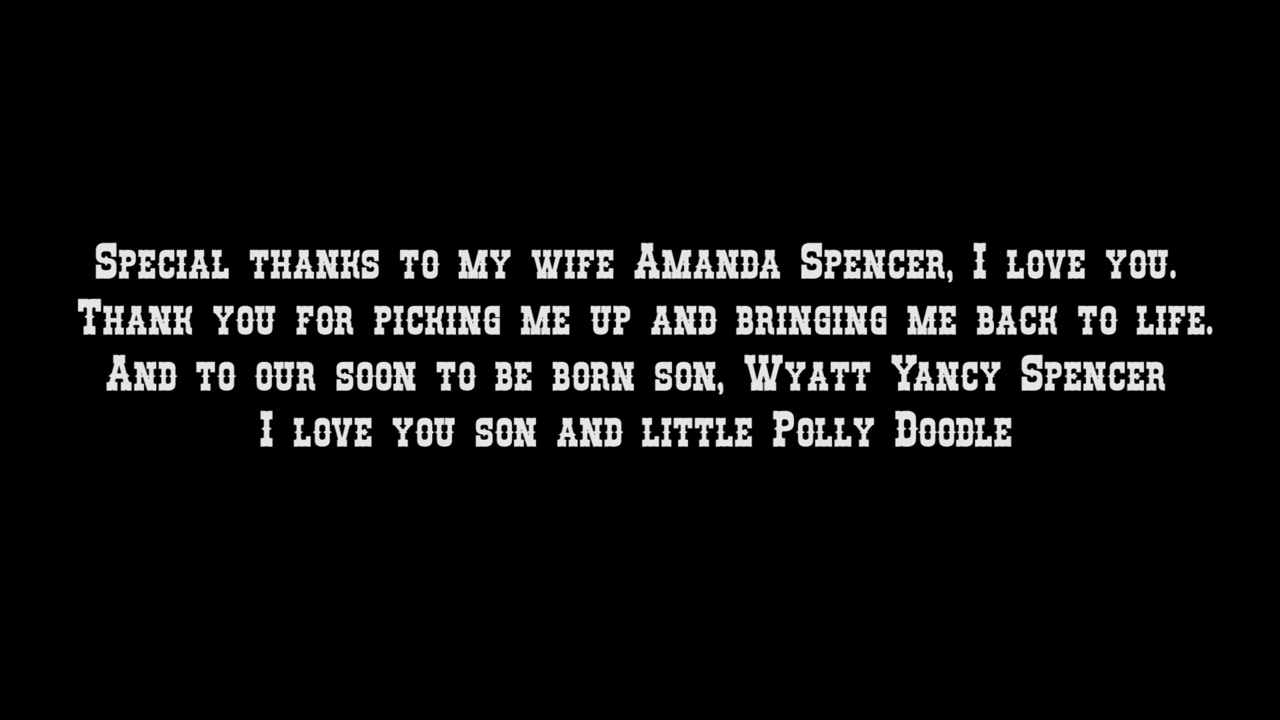 Special thanks to my wife Amanda Spencer, I love you.
Thank you for picking me up and bringing me back to life.
And to our soon to be born son, Wyatt Yancy Spencer
I love you son and little Polly Doodle